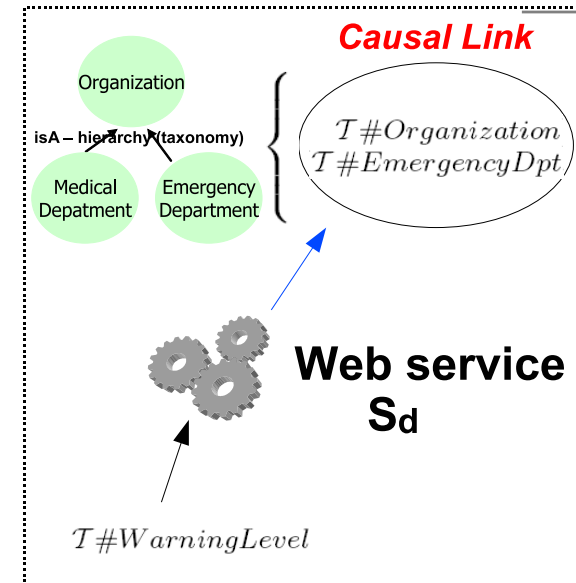 Causal Link
Organization
isA – hierarchy (taxonomy)
Medical
Depatment
Emergency
Department
T#Organization
T#EmergencyDpt
Web service
Sd
T#WarningLevel